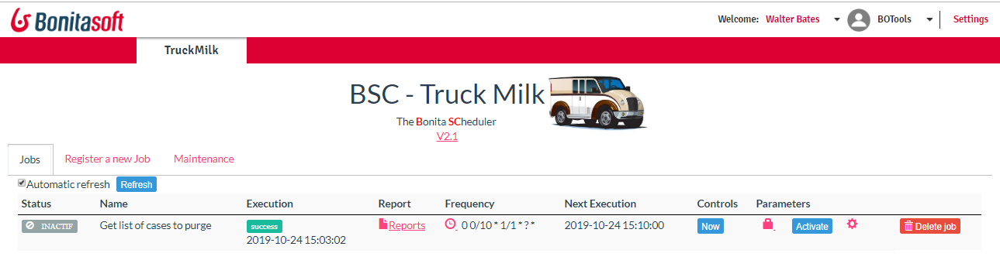 Bonitasoft
Welcome: Walter Bates BOTools Settings
TruckMilk
BSC - Truck Milk
The Bonita SCheduler
V2.1
Jobs Register a new Job Maintenance
Automatic refresh Refresh
Status Name Execution Report Frequency Next Execution Controls Parameters
INACTIF Get list of cases to purge success Reports 0 0/10 * 1/1 * ? * 2019-10-24 15:10:00 Now Activate Delete job
2019-10-24 15:03:02